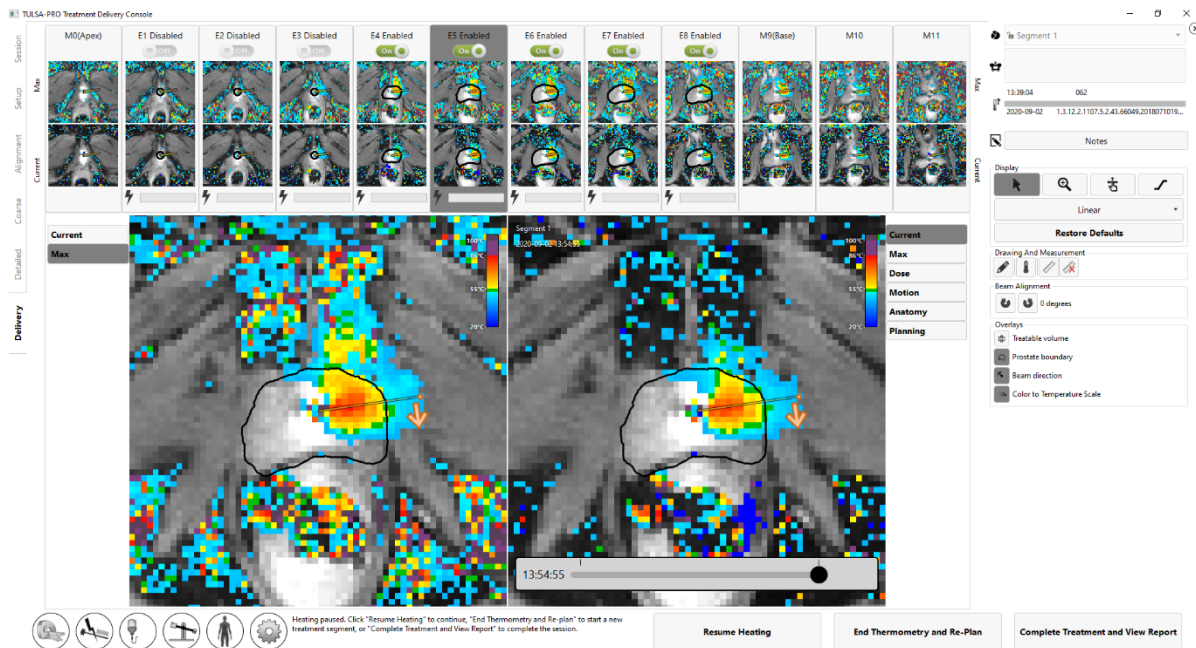 TULSA-PRO Treatment Delivery Console
Session
Setup
Alignment
Coarse
Detailed
Delivery
M0(Apex)
E1 Disabled
E2 Disabled
E3 Disabled
E4 Enabled
E5 Enabled
E6 Enabled
E7 Enabled
E8 Enabled
M9(Base)
M10
M11
Off
Off
Off
On
On
On
On
On
Max
Current
Max
Current
Current
Max
100°C
86°C
55°C
20°C
Segment 1
2020-09-02 13:54:55
100°C
86°C
55°C
20°C
13:54:55
Current
Max
Dose
Motion
Anatomy
Planning
Segment 1
13:39:04 062
2020-09-02 1.3.12.2.1107.5.2.43.66049.2018071019...
Notes
Display
Linear
Restore Defaults
Drawing And Measurement
Beam Alignment
0 degrees
Overlays
Treatable volume
Prostate boundary
Beam direction
Color to Temperature Scale
Heating paused. Click "Resume Heating" to continue, "End Thermometry and Re-plan" to start a new
treatment segment, or "Complete Treatment and View Report" to complete the session.
Resume Heating
End Thermometry and Re-Plan
Complete Treatment and View Report